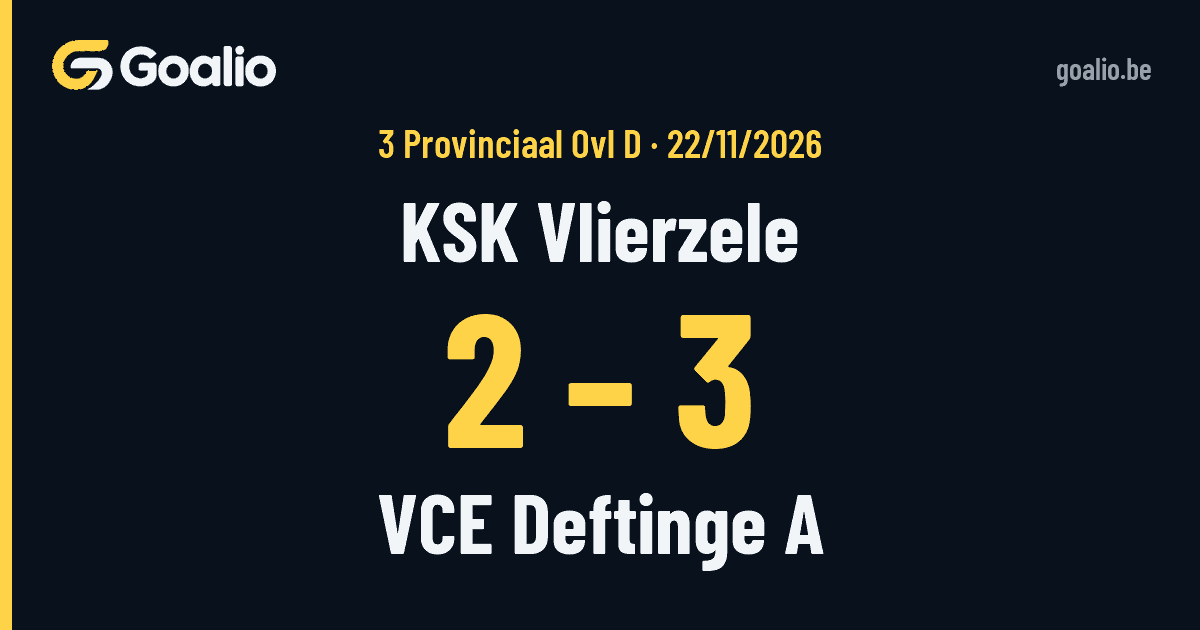 Goalio
goalio.be
3 Provinciaal Ovl D · 22/11/2026
KSK Vlierzele
2 – 3
VCE Deftinge A